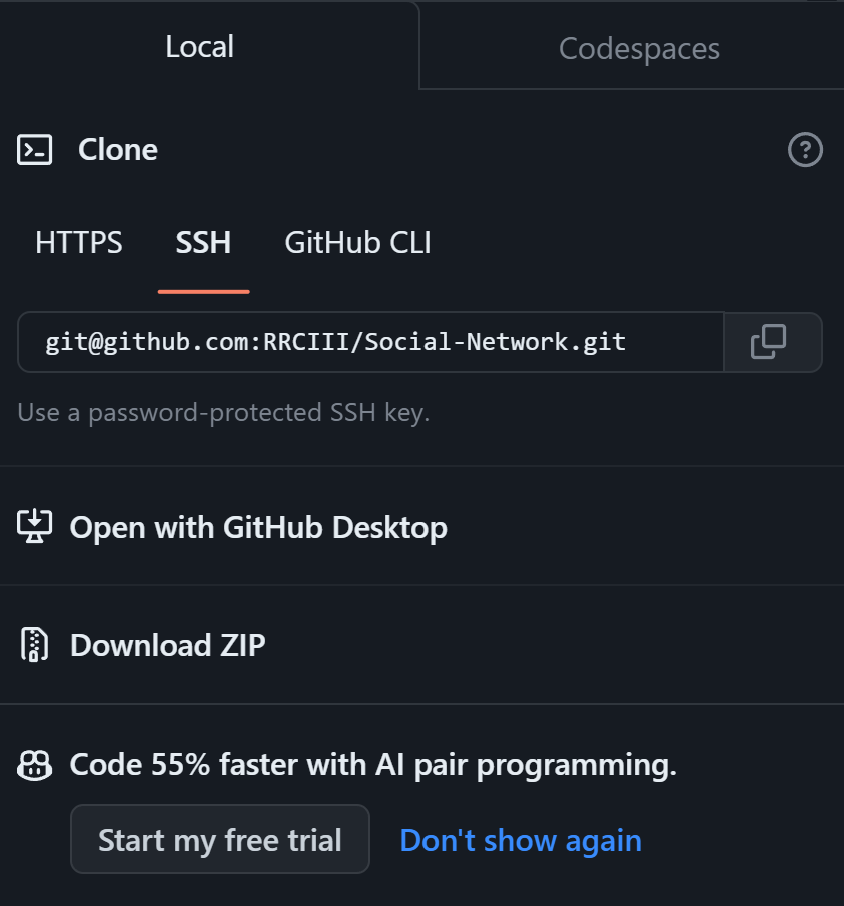 Local
Codespaces
Clone
HTTPS
SSH
GitHub CLI
git@github.com:RRCIII/Social-Network.git
Use a password-protected SSH key.
Open with GitHub Desktop
Download ZIP
Code 55% faster with AI pair programming.
Start my free trial
Don't show again